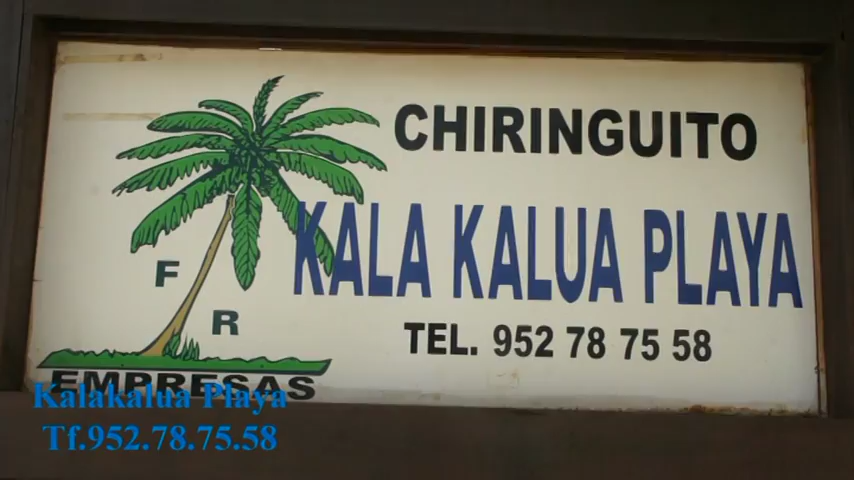 CHIRINGUITO
KALA KALUA PLAYA
TEL. 952 78 75 58
F
R
EMPRESAS
Kalakalua Playa
Tf.952.78.75.58